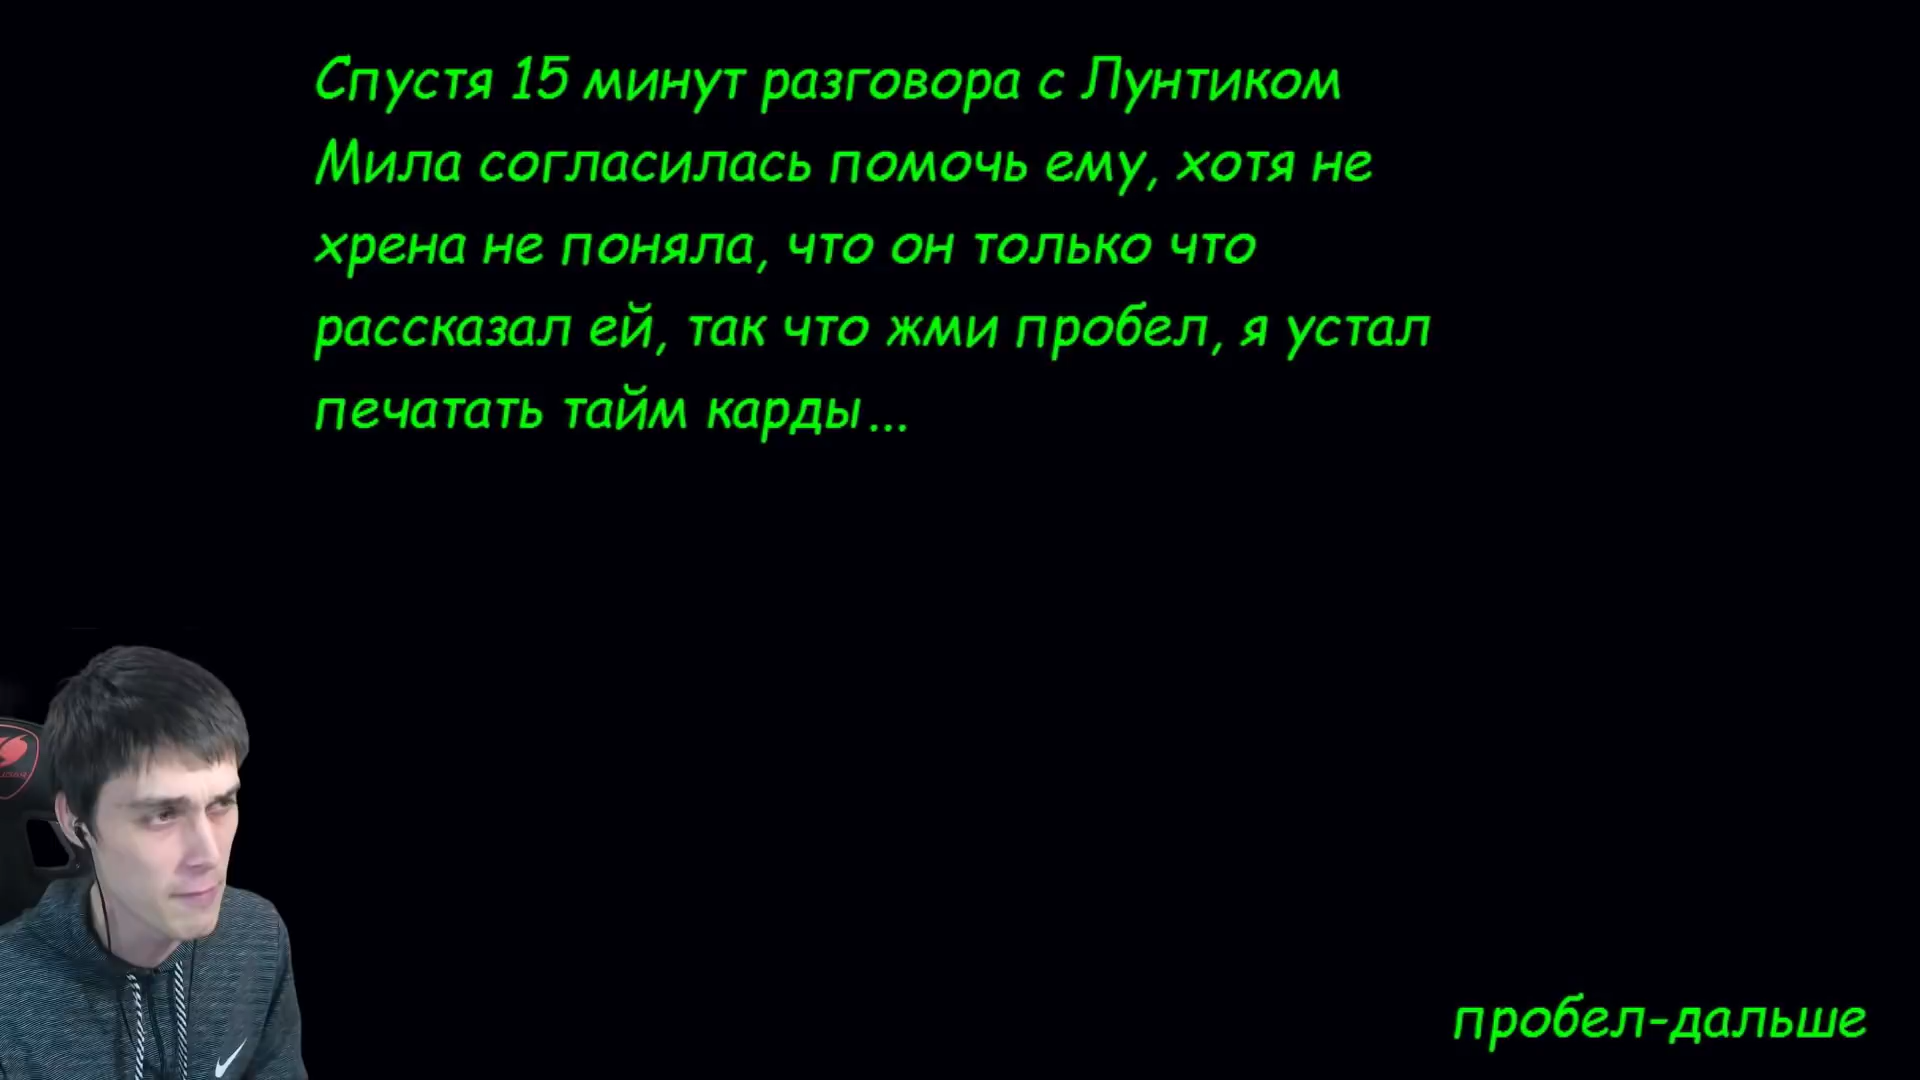 Спустя 15 минут разговора с Лунтиком
Мила согласилась помочь ему, хотя не
хрена не поняла, что он только что
рассказал ей, так что жми пробел, я устал
печатать тайм карды...
пробел-дальше